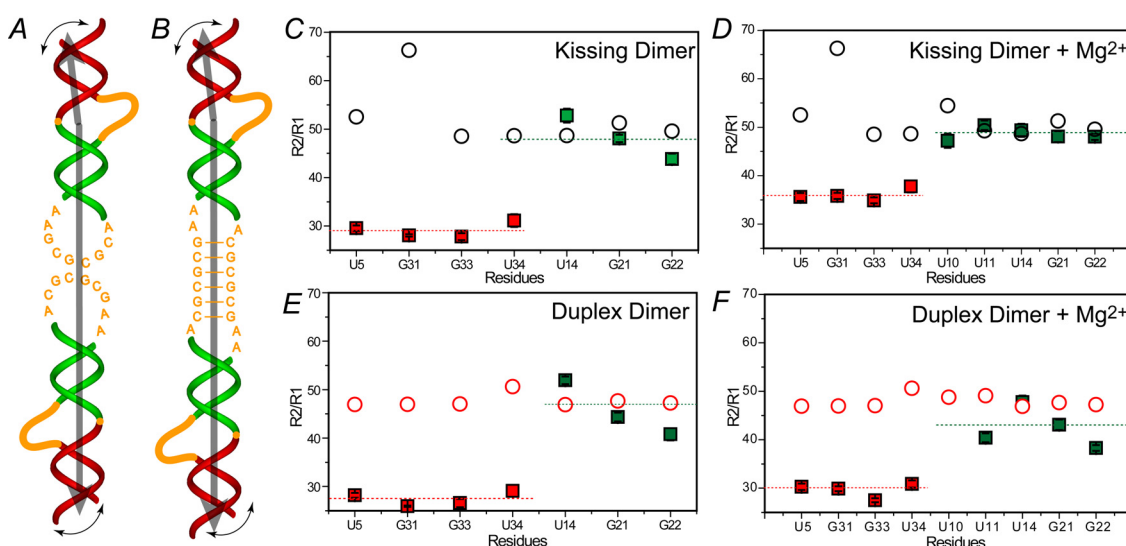 A
B
C
D
E
F
A
A
G
C
G
C
G
C
A
A
C
G
C
G
C
G
A
A
A
A A
G C
C G
G C
C G
G C
C G
A A
A
Kissing Dimer
R2/R1
70
60
50
40
30
U5 G31 G33 U34 U14 G21 G22
Residues
Kissing Dimer + Mg2+
R2/R1
70
60
50
40
30
U5 G31 G33 U34 U10 U11 U14 G21 G22
Residues
Duplex Dimer
R2/R1
70
60
50
40
30
U5 G31 G33 U34 U14 G21 G22
Residues
Duplex Dimer + Mg2+
R2/R1
70
60
50
40
30
U5 G31 G33 U34 U10 U11 U14 G21 G22
Residues